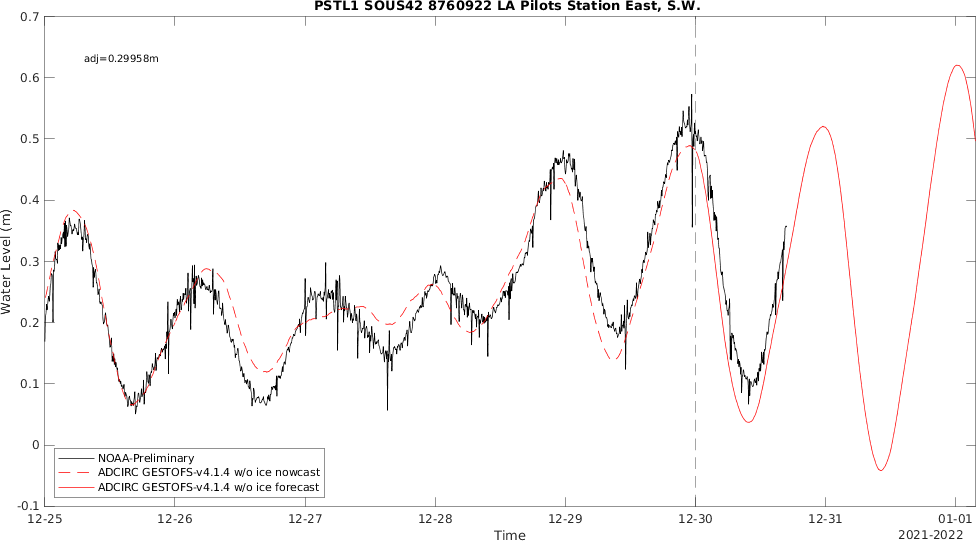 PSTL1 SOUS42 8760922 LA Pilots Station East, S.W.
adj=0.29958m
Water Level (m)
0.7
0.6
0.5
0.4
0.3
0.2
0.1
0
-0.1
NOAA-Preliminary
ADCIRC GESTOFS-v4.1.4 w/o ice nowcast
ADCIRC GESTOFS-v4.1.4 w/o ice forecast
12-25 12-26 12-27 12-28 12-29 12-30 12-31 01-01
Time
2021-2022